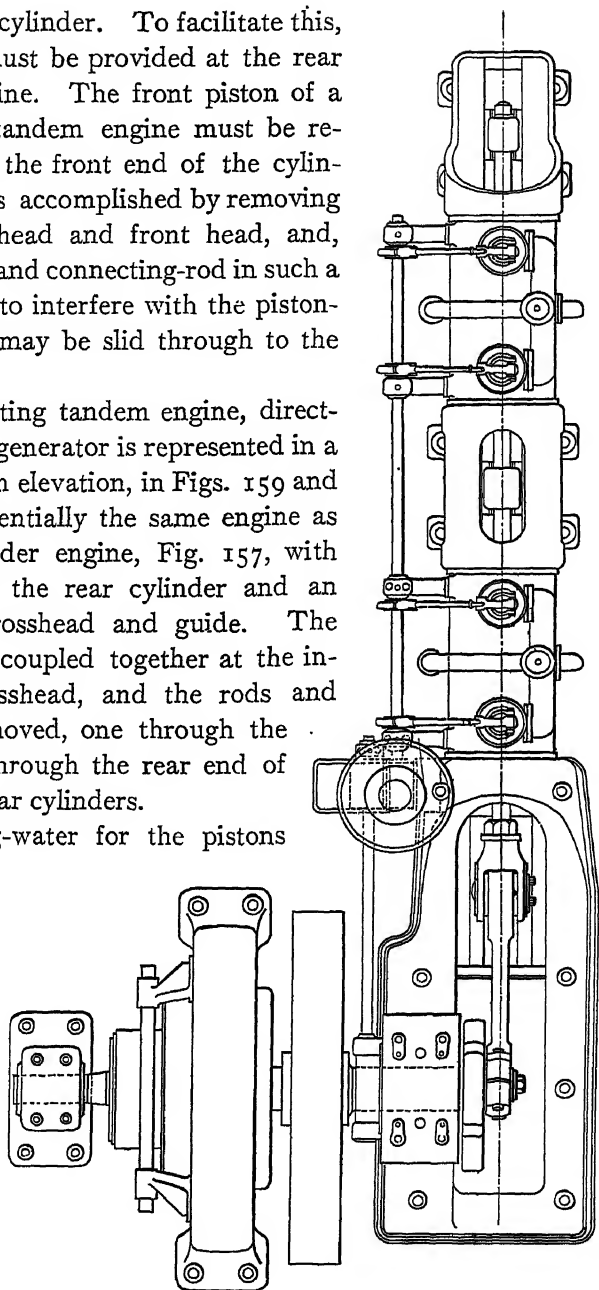 cylinder. To facilitate this,
ust be provided at the rear
ine. The front piston of a
tandem engine must be re-
the front end of the cylin-
s accomplished by removing
head and front head, and,
and connecting-rod in such a
to interfere with the piston-
may be slid through to the
ting tandem engine, direct-
generator is represented in a
n elevation, in Figs. 159 and
entially the same engine as
der engine, Fig. 157, with
the rear cylinder and an
rosshead and guide. The
coupled together at the in-
sshead, and the rods and
noved, one through the
hrough the rear end of
ar cylinders.
g-water for the pistons